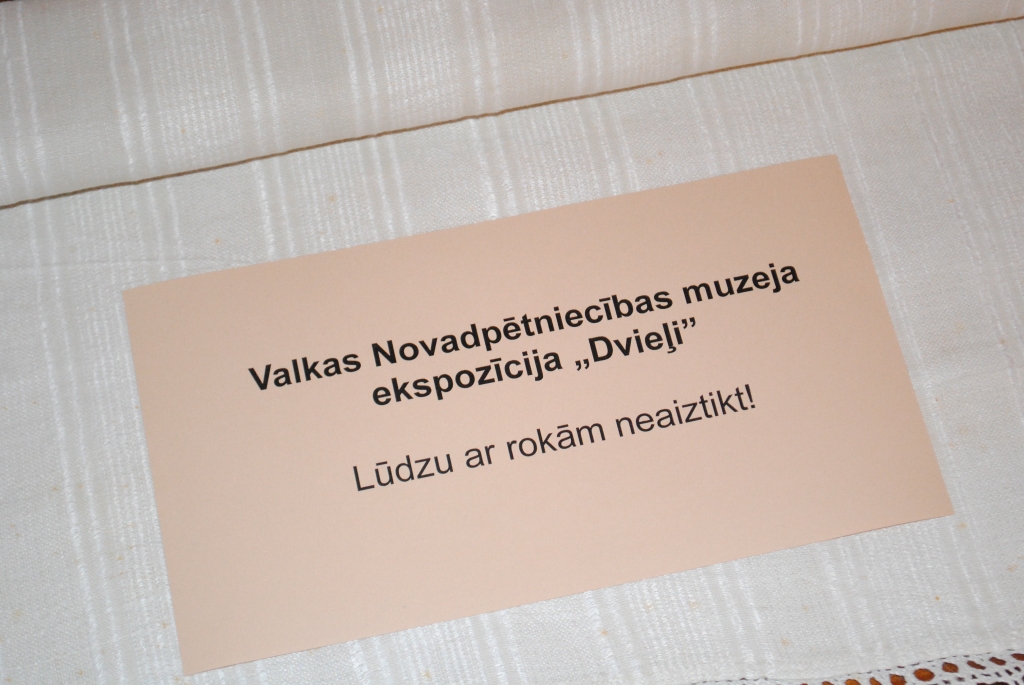 Valkas Novadpētniecības muzeja
ekspozīcija „Dvieļi”
Lūdzu ar rokām neaiztikt!